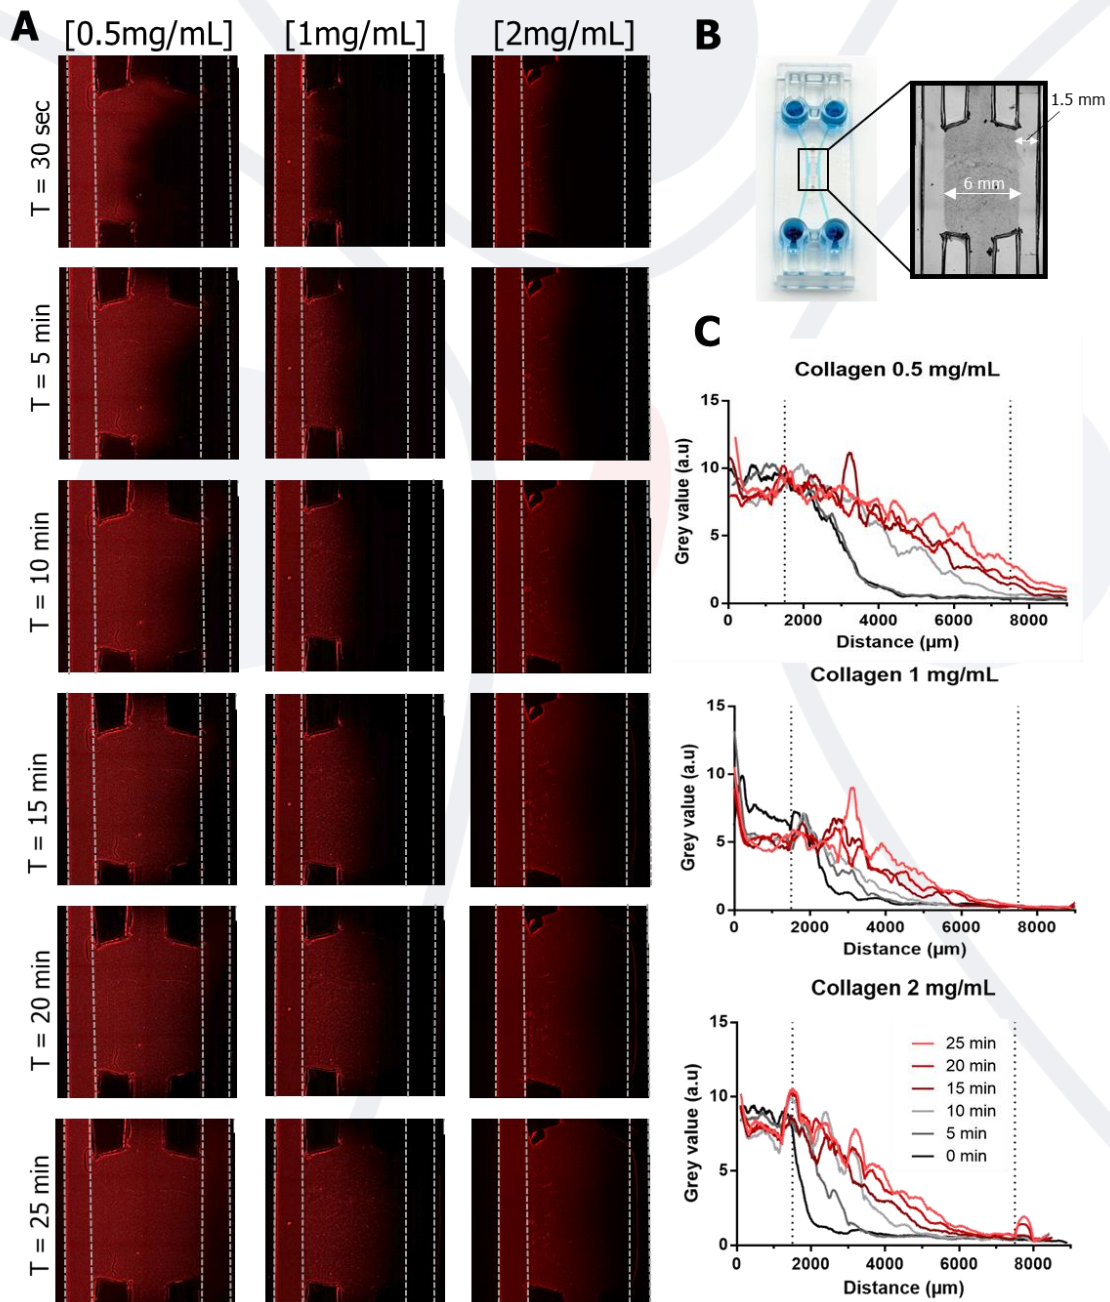 A
[0.5mg/mL] [1mg/mL] [2mg/mL]
T = 30 sec
T = 5 min
T = 10 min
T = 15 min
T = 20 min
T = 25 min
B
1.5 mm
6 mm
C
Collagen 0.5 mg/mL
15
10
5
0
Grey value (a.u)
0 2000 4000 6000 8000
Distance (µm)
Collagen 1 mg/mL
15
10
5
0
Grey value (a.u)
0 2000 4000 6000 8000
Distance (µm)
Collagen 2 mg/mL
15
10
5
0
Grey value (a.u)
25 min
20 min
15 min
10 min
5 min
0 min
0 2000 4000 6000 8000
Distance (µm)